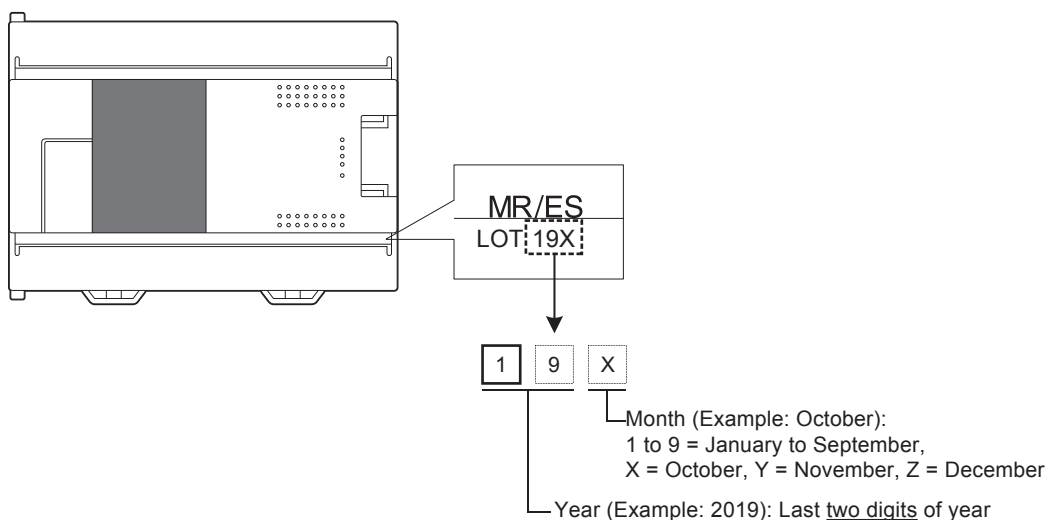 MR/ES
LOT 19X
1 9 X
Month (Example: October):
1 to 9 = January to September,
X = October, Y = November, Z = December
Year (Example: 2019): Last two digits of year